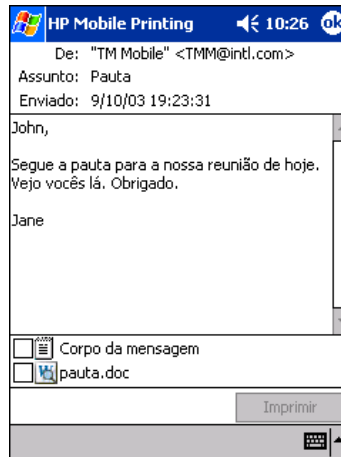 HP Mobile Printing 10:26 ok
De: "TM Mobile" <TMM@intl.com>
Assunto: Pauta
Enviado: 9/10/03 19:23:31
John,
Segue a pauta para a nossa reunião de hoje.
Vejo vocês lá. Obrigado.
Jane
Corpo da mensagem
pauta.doc
Imprimir